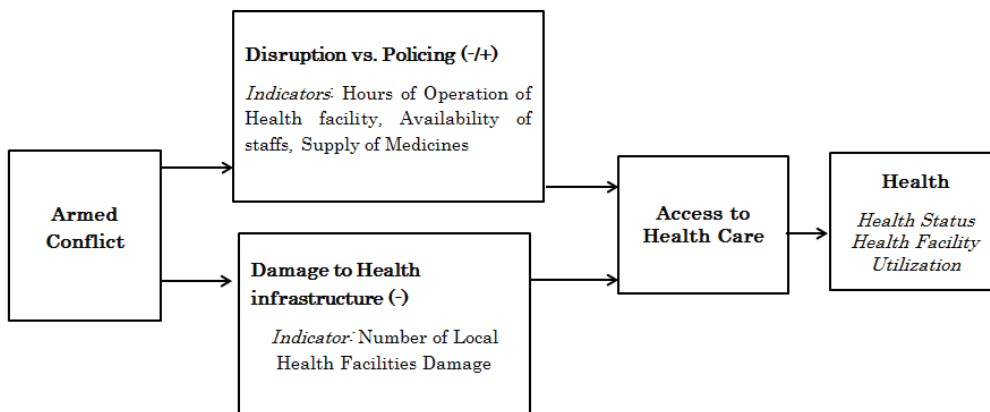 Armed
Conflict
Disruption vs. Policing (-/+)
Indicators: Hours of Operation of
Health facility, Availability of
staffs, Supply of Medicines
Damage to Health
infrastructure (-)
Indicator: Number of Local
Health Facilities Damage
Access to
Health Care
Health
Health Status
Health Facility
Utilization